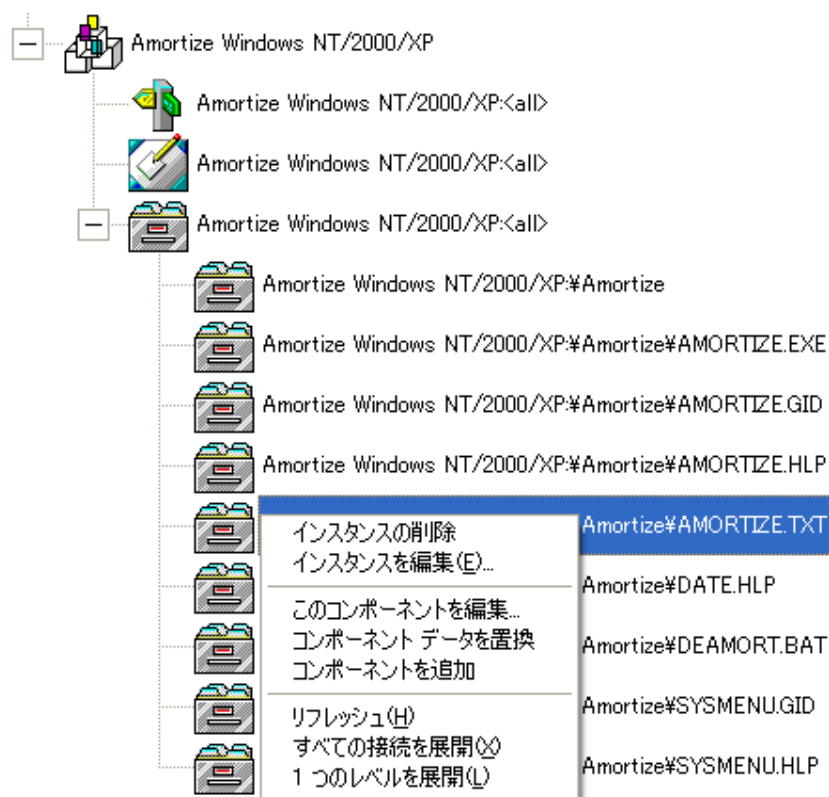 Amortize Windows NT/2000/XP
Amortize Windows NT/2000/XP:<all>
Amortize Windows NT/2000/XP:<all>
Amortize Windows NT/2000/XP:<all>
Amortize Windows NT/2000/XP:¥Amortize
Amortize Windows NT/2000/XP:¥Amortize¥AMORTIZE.EXE
Amortize Windows NT/2000/XP:¥Amortize¥AMORTIZE.GID
Amortize Windows NT/2000/XP:¥Amortize¥AMORTIZE.HLP
Amortize¥AMORTIZE.TXT
Amortize¥DATE.HLP
Amortize¥DEAMORT.BAT
Amortize¥SYSMENU.GID
Amortize¥SYSMENU.HLP
インスタンスの削除
インスタンスを編集(E)...
このコンポーネントを編集...
コンポーネント データを置換
コンポーネントを追加
リフレッシュ(H)
すべての接続を展開(X)
1 つのレベルを展開(L)